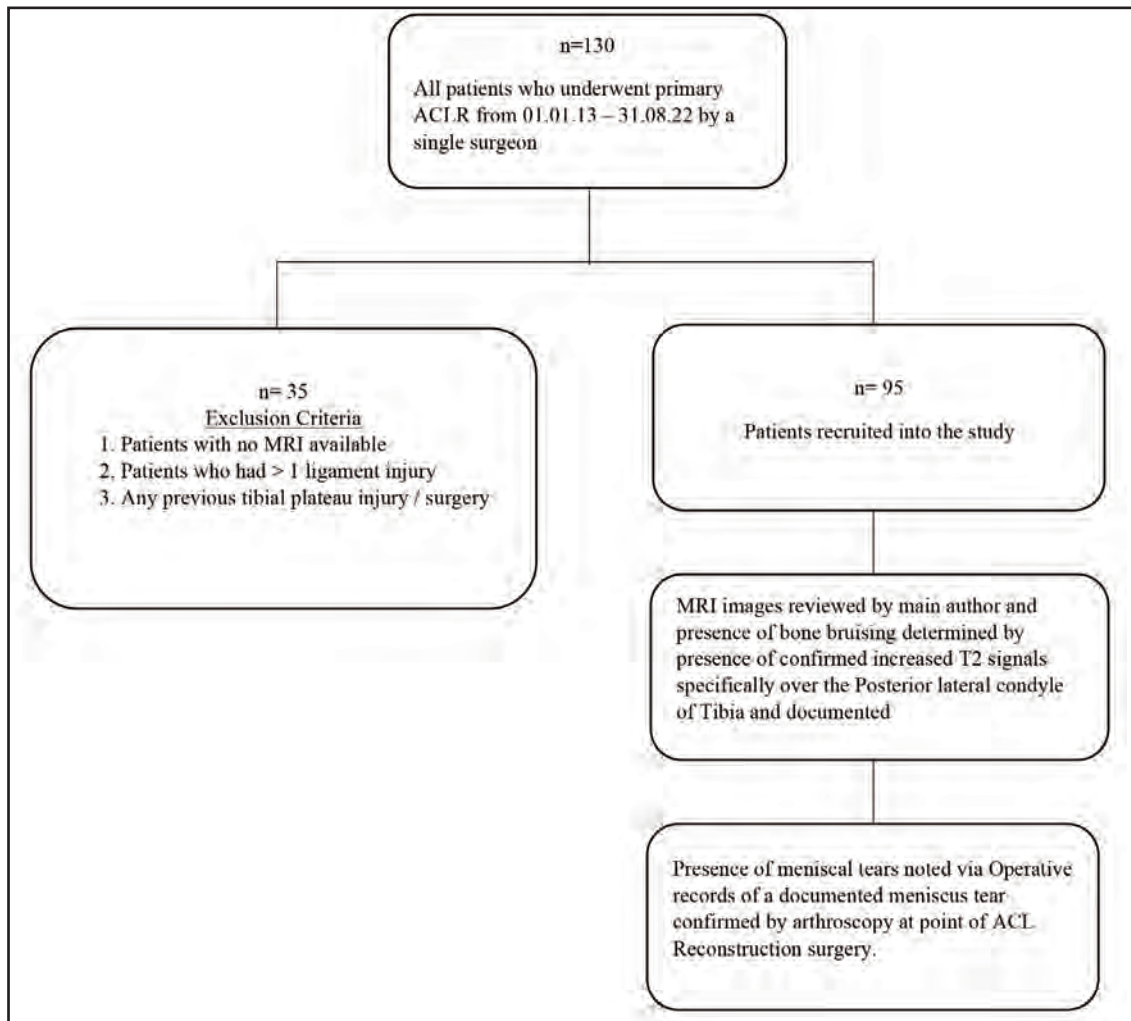 n=130
All patients who underwent primary
ACLR from 01.01.13 – 31.08.22 by a
single surgeon
n= 35
Exclusion Criteria
1. Patients with no MRI available
2. Patients who had > 1 ligament injury
3. Any previous tibial plateau injury / surgery
n= 95
Patients recruited into the study
MRI images reviewed by main author and
presence of bone bruising determined by
presence of confirmed increased T2 signals
specifically over the Posterior lateral condyle
of Tibia and documented
Presence of meniscal tears noted via Operative
records of a documented meniscus tear
confirmed by arthroscopy at point of ACL
Reconstruction surgery.